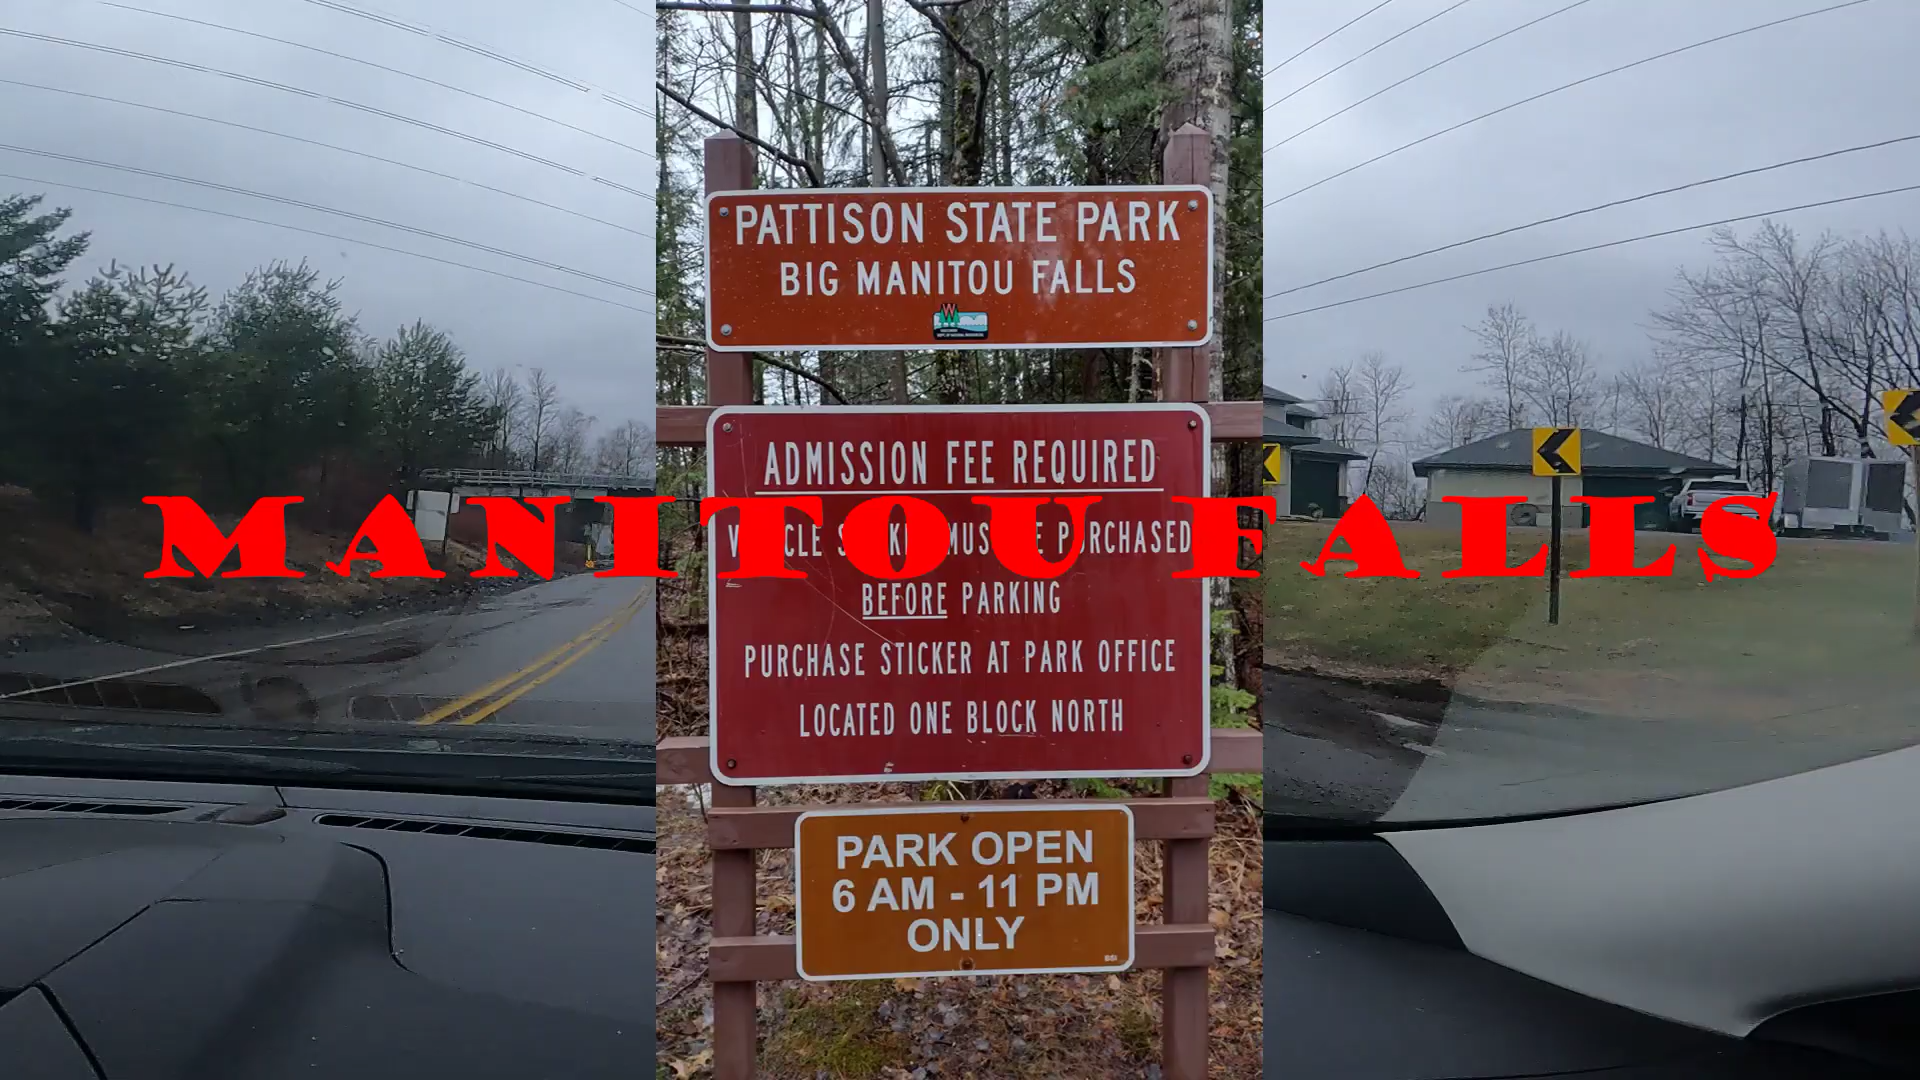 PATTISON STATE PARK
BIG MANITOU FALLS
ADMISSION FEE REQUIRED
MANITOU FALLS
PURCHASED
BEFORE PARKING
PURCHASE STICKER AT PARK OFFICE
LOCATED ONE BLOCK NORTH
PARK OPEN
6 AM - 11 PM
ONLY